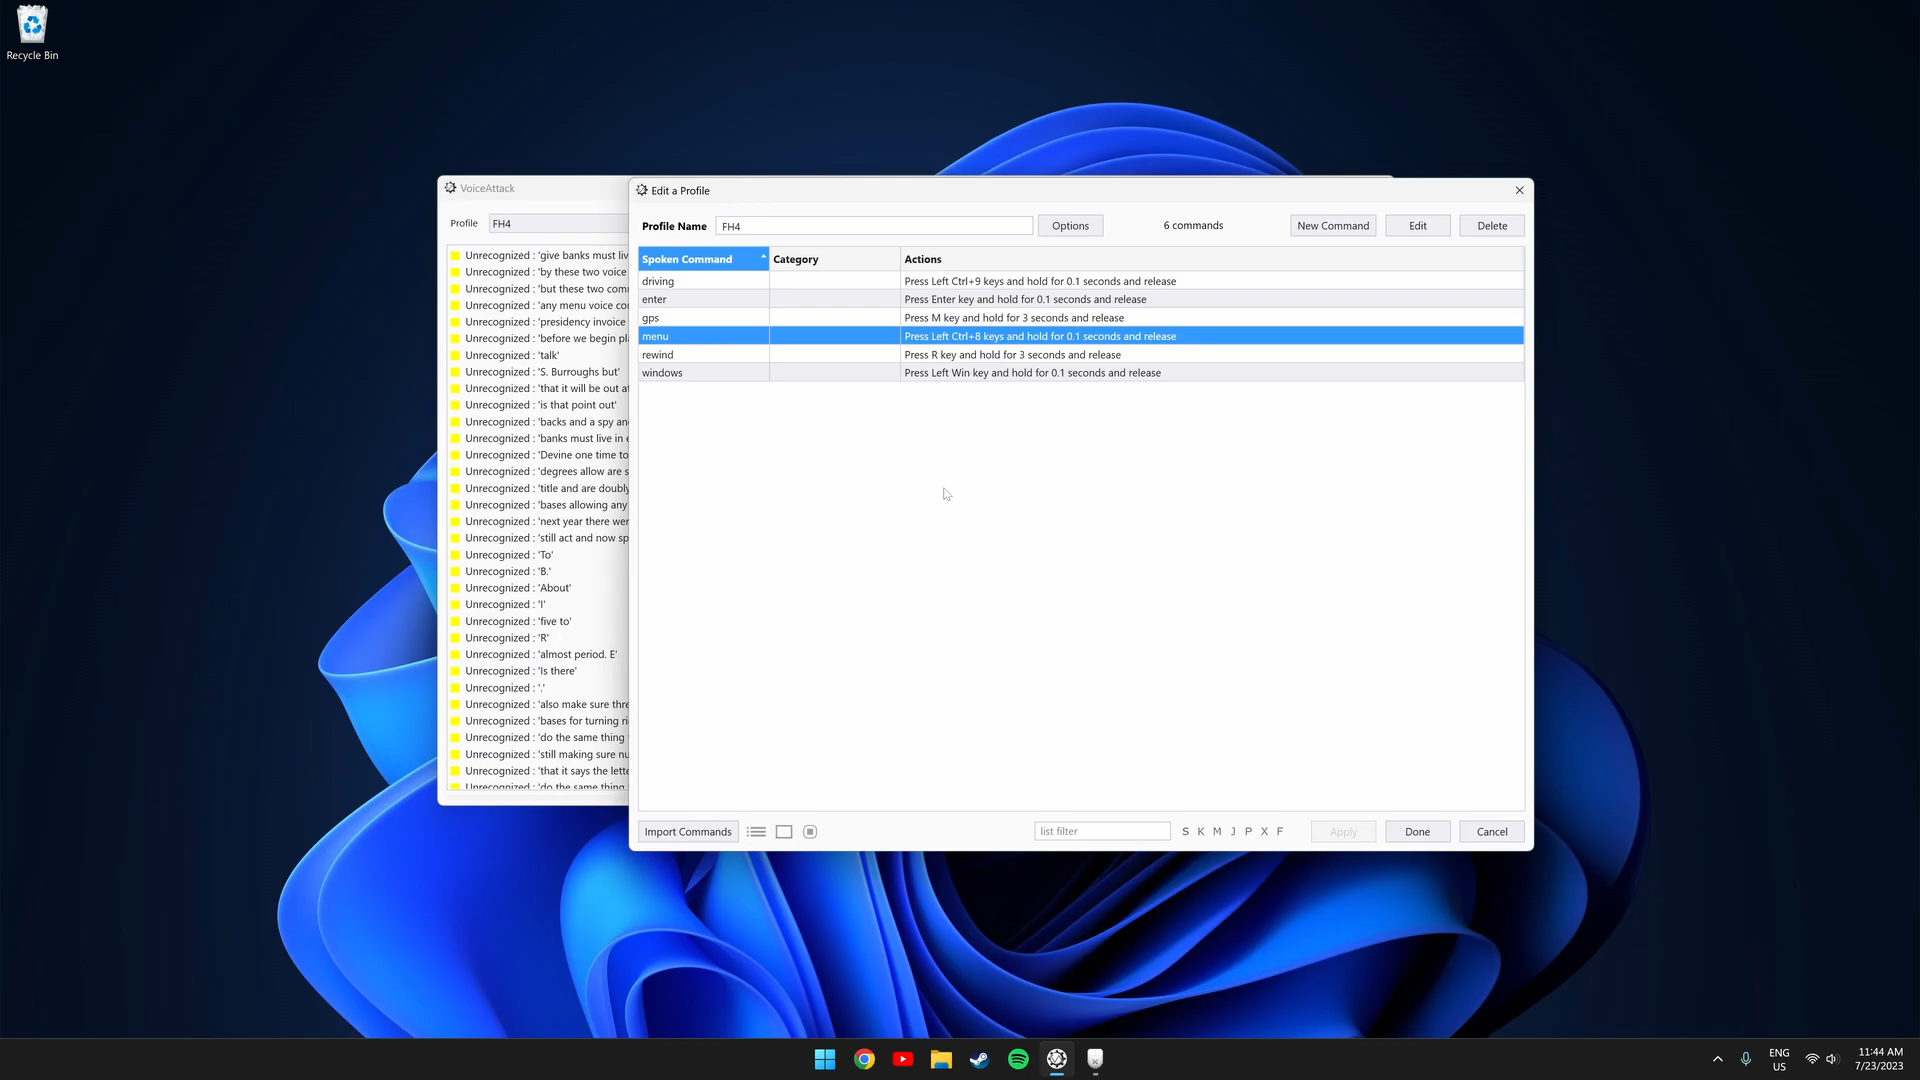 Recycle Bin
VoiceAttack
Profile FH4
Unrecognized : 'give banks must liv
Unrecognized : 'by these two voice
Unrecognized : 'but these two com
Unrecognized : 'any menu voice co
Unrecognized : 'presidency invoice
Unrecognized : 'before we begin pl
Unrecognized : 'talk'
Unrecognized : 'S. Burroughs but'
Unrecognized : 'that it will be out a
Unrecognized : 'is that point out'
Unrecognized : 'backs and a spy an
Unrecognized : 'banks must live in e
Unrecognized : 'Devine one time to
Unrecognized : 'degrees allow are s
Unrecognized : 'title and are doubly
Unrecognized : 'bases allowing any
Unrecognized : 'next year there wer
Unrecognized : 'still act and now sp
Unrecognized : 'To'
Unrecognized : 'B.'
Unrecognized : 'About'
Unrecognized : 'I'
Unrecognized : 'five to'
Unrecognized : 'R'
Unrecognized : 'almost period. E'
Unrecognized : 'Is there'
Unrecognized : '.'
Unrecognized : 'also make sure thre
Unrecognized : 'bases for turning ri
Unrecognized : 'do the same thing
Unrecognized : 'still making sure nu
Unrecognized : 'that it says the lette
Unrecognized : 'do the same thing
Edit a Profile
Profile Name FH4 Options 6 commands New Command Edit Delete
Spoken Command Category Actions
driving Press Left Ctrl+9 keys and hold for 0.1 seconds and release
enter Press Enter key and hold for 0.1 seconds and release
gps Press M key and hold for 3 seconds and release
menu Press Left Ctrl+8 keys and hold for 0.1 seconds and release
rewind Press R key and hold for 3 seconds and release
windows Press Left Win key and hold for 0.1 seconds and release
Import Commands list filter S K M J P X F Apply Done Cancel
ENG
US
11:44 AM
7/23/2023